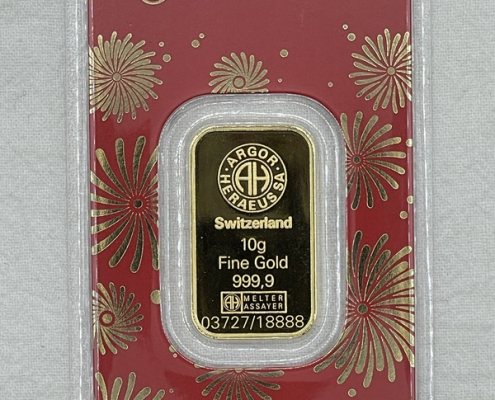 ARGOR-HERAEUS SA
AH
Switzerland
10g
Fine Gold
999,9
AH MELTER
ASSAYER
03727/18888